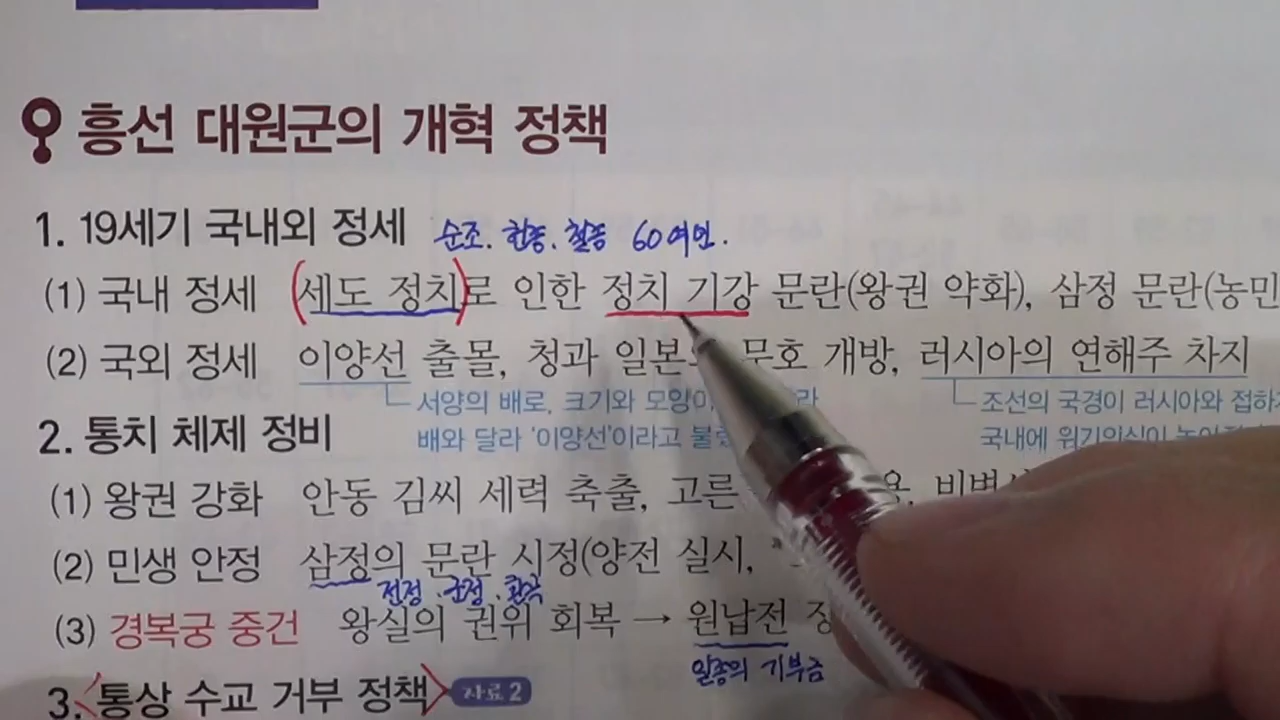 흥선 대원군의 개혁 정책
1. 19세기 국내외 정세 순조. 헌종. 철종 60여년.
(1) 국내 정세 (세도 정치)로 인한 정치 기강 문란(왕권 약화), 삼정 문란(농민
(2) 국외 정세 이양선 출몰, 청과 일본의 문호 개방, 러시아의 연해주 차지
서양의 배로, 크기와 모양이 조선의 국경이 러시아와 접하
배와 달라 '이양선'이라고 불 국내에 위기의식이 높아
2. 통치 체제 정비
(1) 왕권 강화 안동 김씨 세력 축출, 고른
(2) 민생 안정 삼정의 문란 시정(양전 실시,
전정 · 군정 · 환곡
(3) 경복궁 중건 왕실의 권위 회복 → 원납전
일종의 기부금
3. <통상 수교 거부 정책> 자료 2